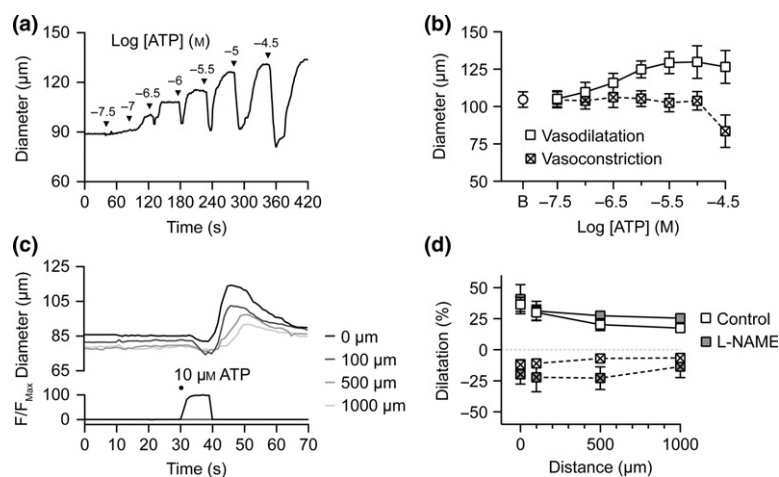 (a)
Diameter (µm)
150
120
90
60
Log [ATP] (M)
−7.5
−7
−6.5
−6
−5.5
−5
−4.5
0 60 120 180 240 300 360 420
Time (s)
(b)
Diameter (µm)
150
125
100
75
50
Vasodilatation
Vasoconstriction
B −7.5 −6.5 −5.5 −4.5
Log [ATP] (M)
(c)
Diameter (µm)
125
105
85
65
0 µm
100 µm
500 µm
1000 µm
10 µM ATP
F/FMax
100
0
0 10 20 30 40 50 60 70
Time (s)
(d)
Dilatation (%)
75
50
25
0
−25
−50
Control
L-NAME
0 500 1000
Distance (µm)